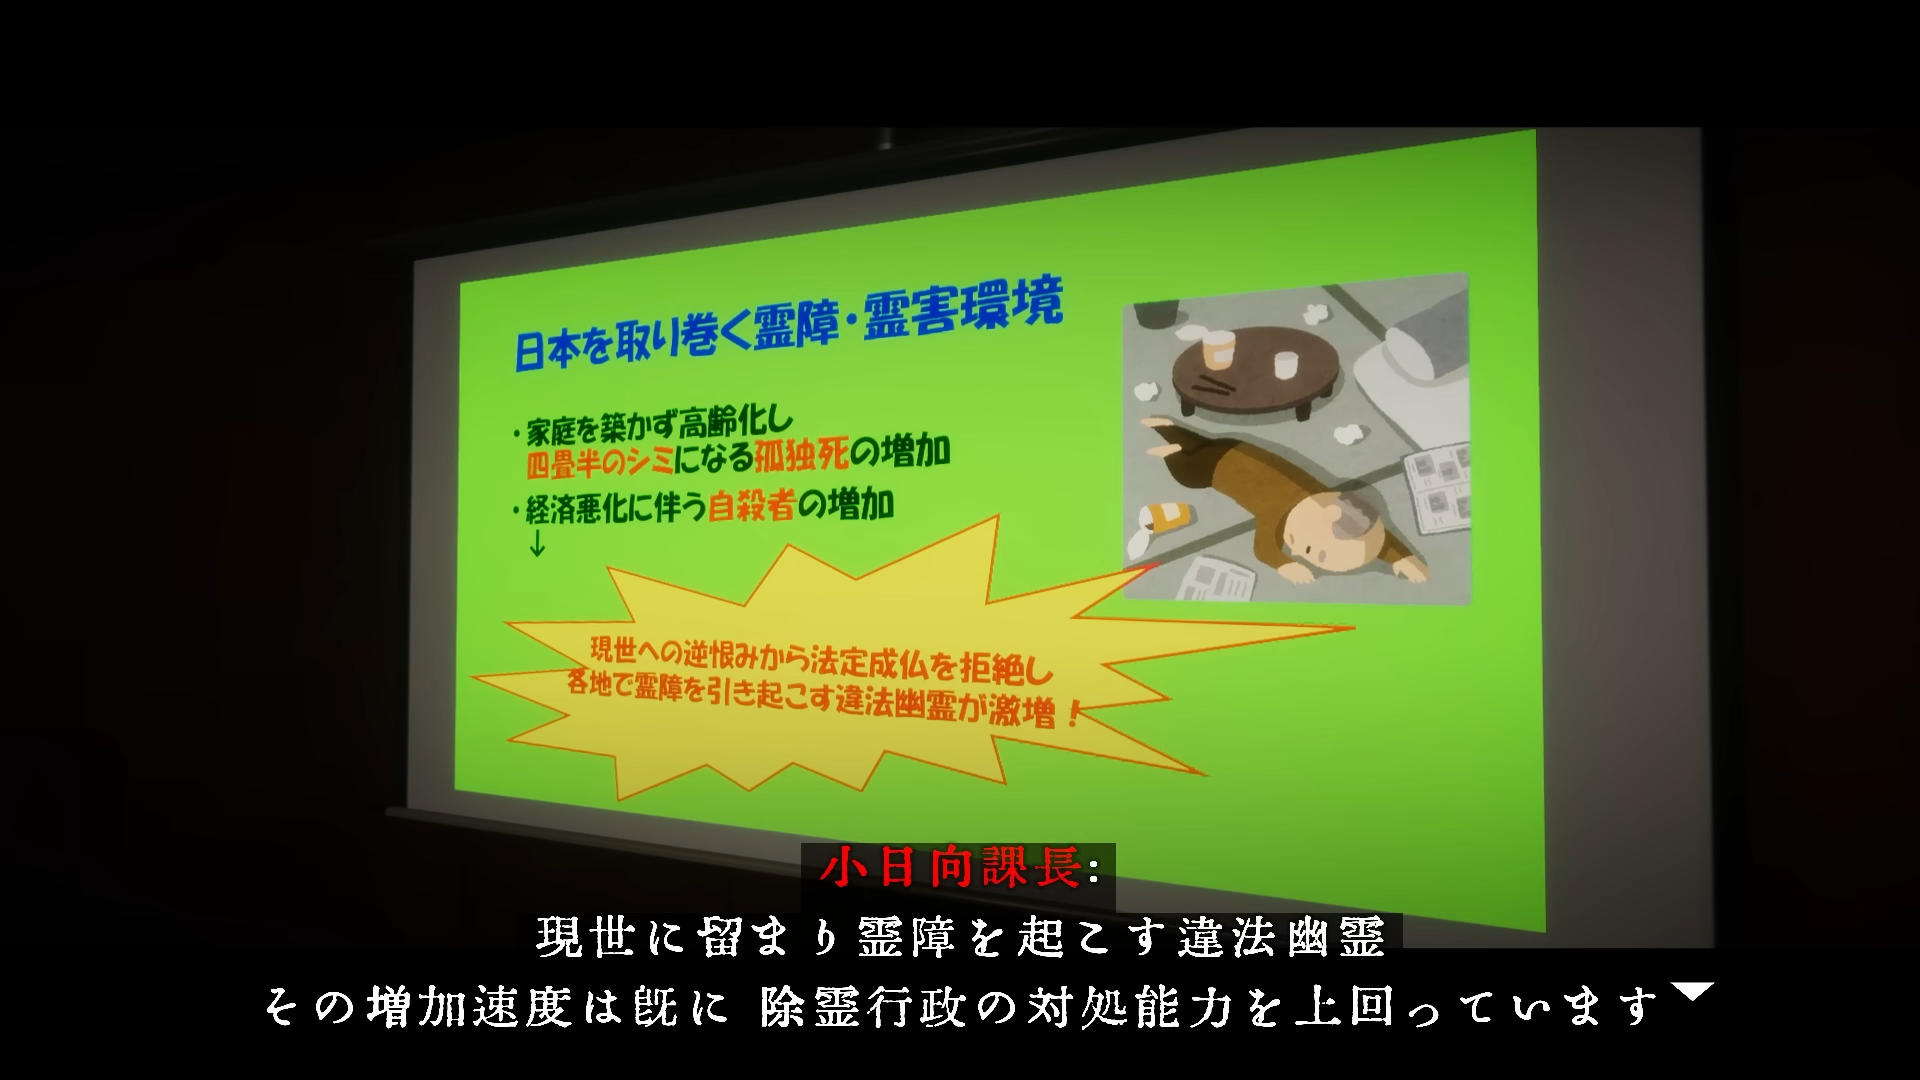 日本を取り巻く霊障・霊害環境
・家庭を築かず高齢化し
四畳半のシミになる孤独死の増加
・経済悪化に伴う自殺者の増加
↓
現世への逆恨みから法定成仏を拒絶し
各地で霊障を引き起こす違法幽霊が激増！
小日向課長:
現世に留まり霊障を起こす違法幽霊
その増加速度は既に 除霊行政の対処能力を上回っています